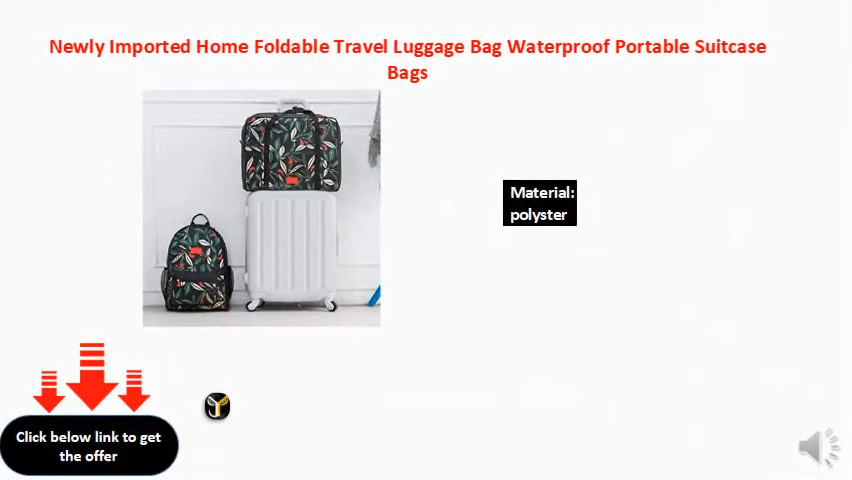 Newly Imported Home Foldable Travel Luggage Bag Waterproof Portable Suitcase
Bags
Material:
polyster
Click below link to get
the offer